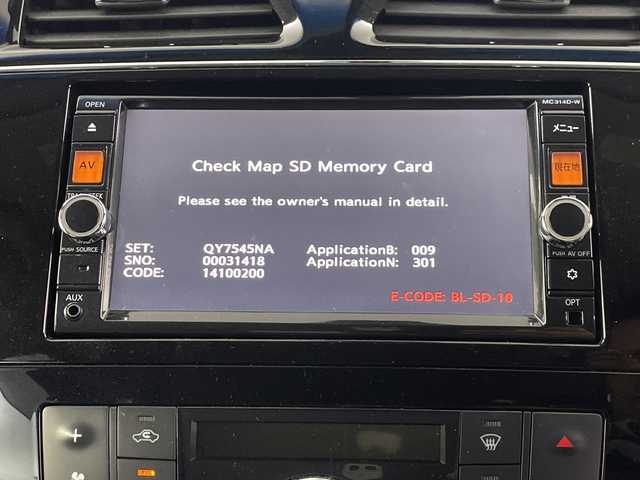 OPEN
MC314D-W
メニュー
AV
現在地
Check Map SD Memory Card
Please see the owner's manual in detail.
PUSH SOURCE
PUSH AV OFF
SET: QY7545NA ApplicationB: 009
SNO: 00031418 ApplicationN: 301
CODE: 14100200
E-CODE: BL-SD-10
AUX
OPT